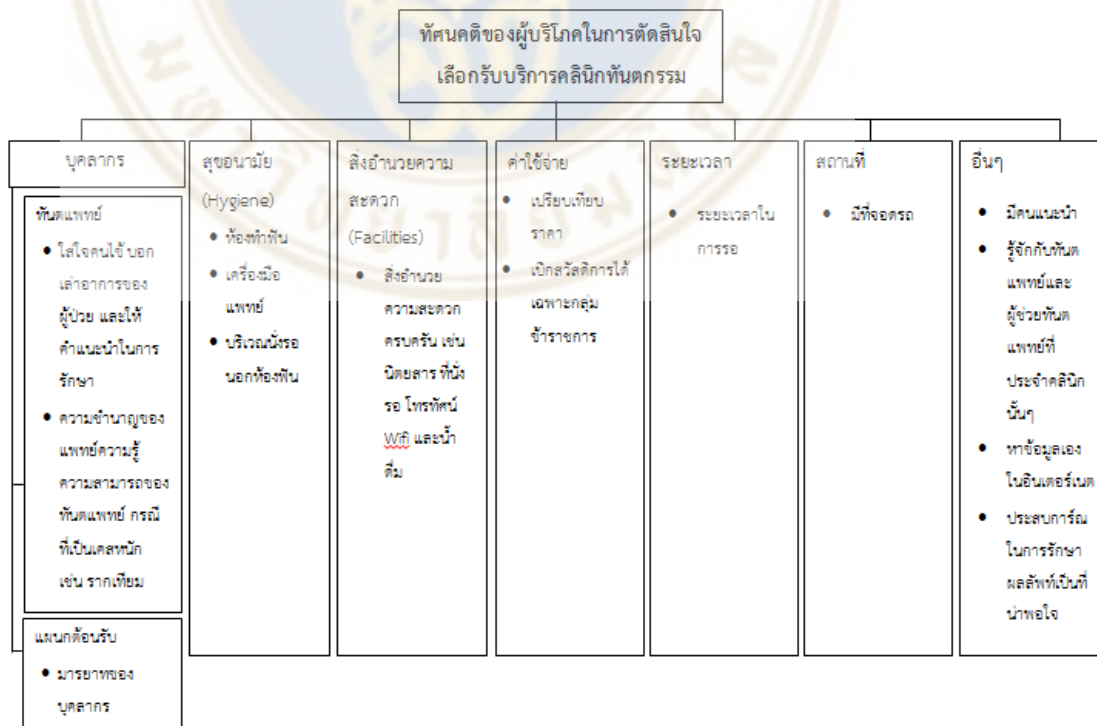 ทัศนคติของผู้บริโภคในการตัดสินใจ
เลือกรับบริการคลินิกทันตกรรม
บุคลากร
ทันตแพทย์
• ใส่ใจคนไข้ บอก
เล่าอาการของ
ผู้ป่วย และให้
คำแนะนำในการ
รักษา
• ความชำนาญของ
แพทย์ความรู้
ความสามารถของ
ทันตแพทย์ กรณี
ที่เป็นเคสหนัก
เช่น รากเทียม
แผนกต้อนรับ
• มารยาทของ
บุคลากร
สุขอนามัย
(Hygiene)
• ห้องทำฟัน
• เครื่องมือ
แพทย์
• บริเวณนั่งรอ
นอกห้องฟัน
สิ่งอำนวยความ
สะดวก
(Facilities)
• สิ่งอำนวย
ความสะดวก
ครบครัน เช่น
นิตยสาร ที่นั่ง
รอ โทรทัศน์
Wifi และน้ำ
ดื่ม
ค่าใช้จ่าย
• เปรียบเทียบ
ราคา
• เบิกสวัสดิการได้
เฉพาะกลุ่ม
ข้าราชการ
ระยะเวลา
• ระยะเวลาใน
การรอ
สถานที่
• มีที่จอดรถ
อื่นๆ
• มีคนแนะนำ
• รู้จักกับทันต
แพทย์และ
ผู้ช่วยทันต
แพทย์ที่
ประจำคลินิก
นั้นๆ
• หาข้อมูลเอง
ในอินเตอร์เนต
• ประสบการ์ณ
ในการรักษา
ผลลัพท์เป็นที่
น่าพอใจ